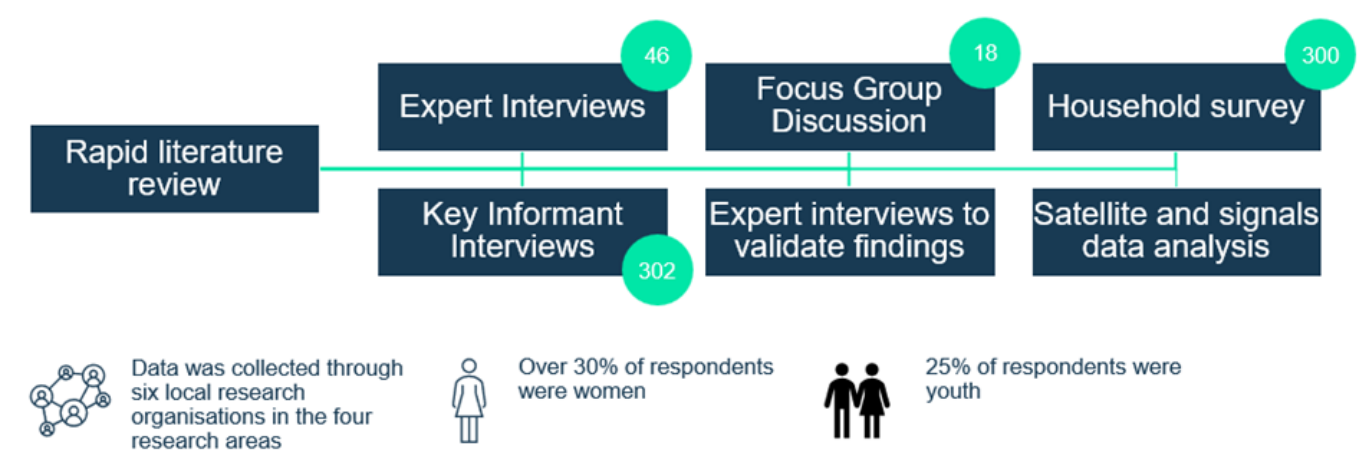 Rapid literature
review
46
Expert Interviews
Key Informant
Interviews
302
18
Focus Group
Discussion
Expert interviews to
validate findings
300
Household survey
Satellite and signals
data analysis
Data was collected through
six local research
organisations in the four
research areas
Over 30% of respondents
were women
25% of respondents were
youth